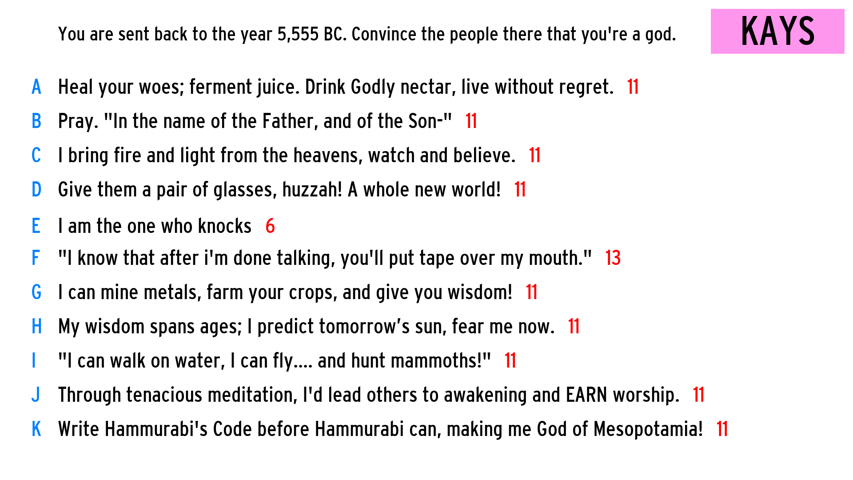 You are sent back to the year 5,555 BC. Convince the people there that you're a god.
KAYS
A Heal your woes; ferment juice. Drink Godly nectar, live without regret. 11
B Pray. "In the name of the Father, and of the Son-" 11
C I bring fire and light from the heavens, watch and believe. 11
D Give them a pair of glasses, huzzah! A whole new world! 11
E I am the one who knocks 6
F "I know that after i'm done talking, you'll put tape over my mouth." 13
G I can mine metals, farm your crops, and give you wisdom! 11
H My wisdom spans ages; I predict tomorrow’s sun, fear me now. 11
I "I can walk on water, I can fly.... and hunt mammoths!" 11
J Through tenacious meditation, I'd lead others to awakening and EARN worship. 11
K Write Hammurabi's Code before Hammurabi can, making me God of Mesopotamia! 11